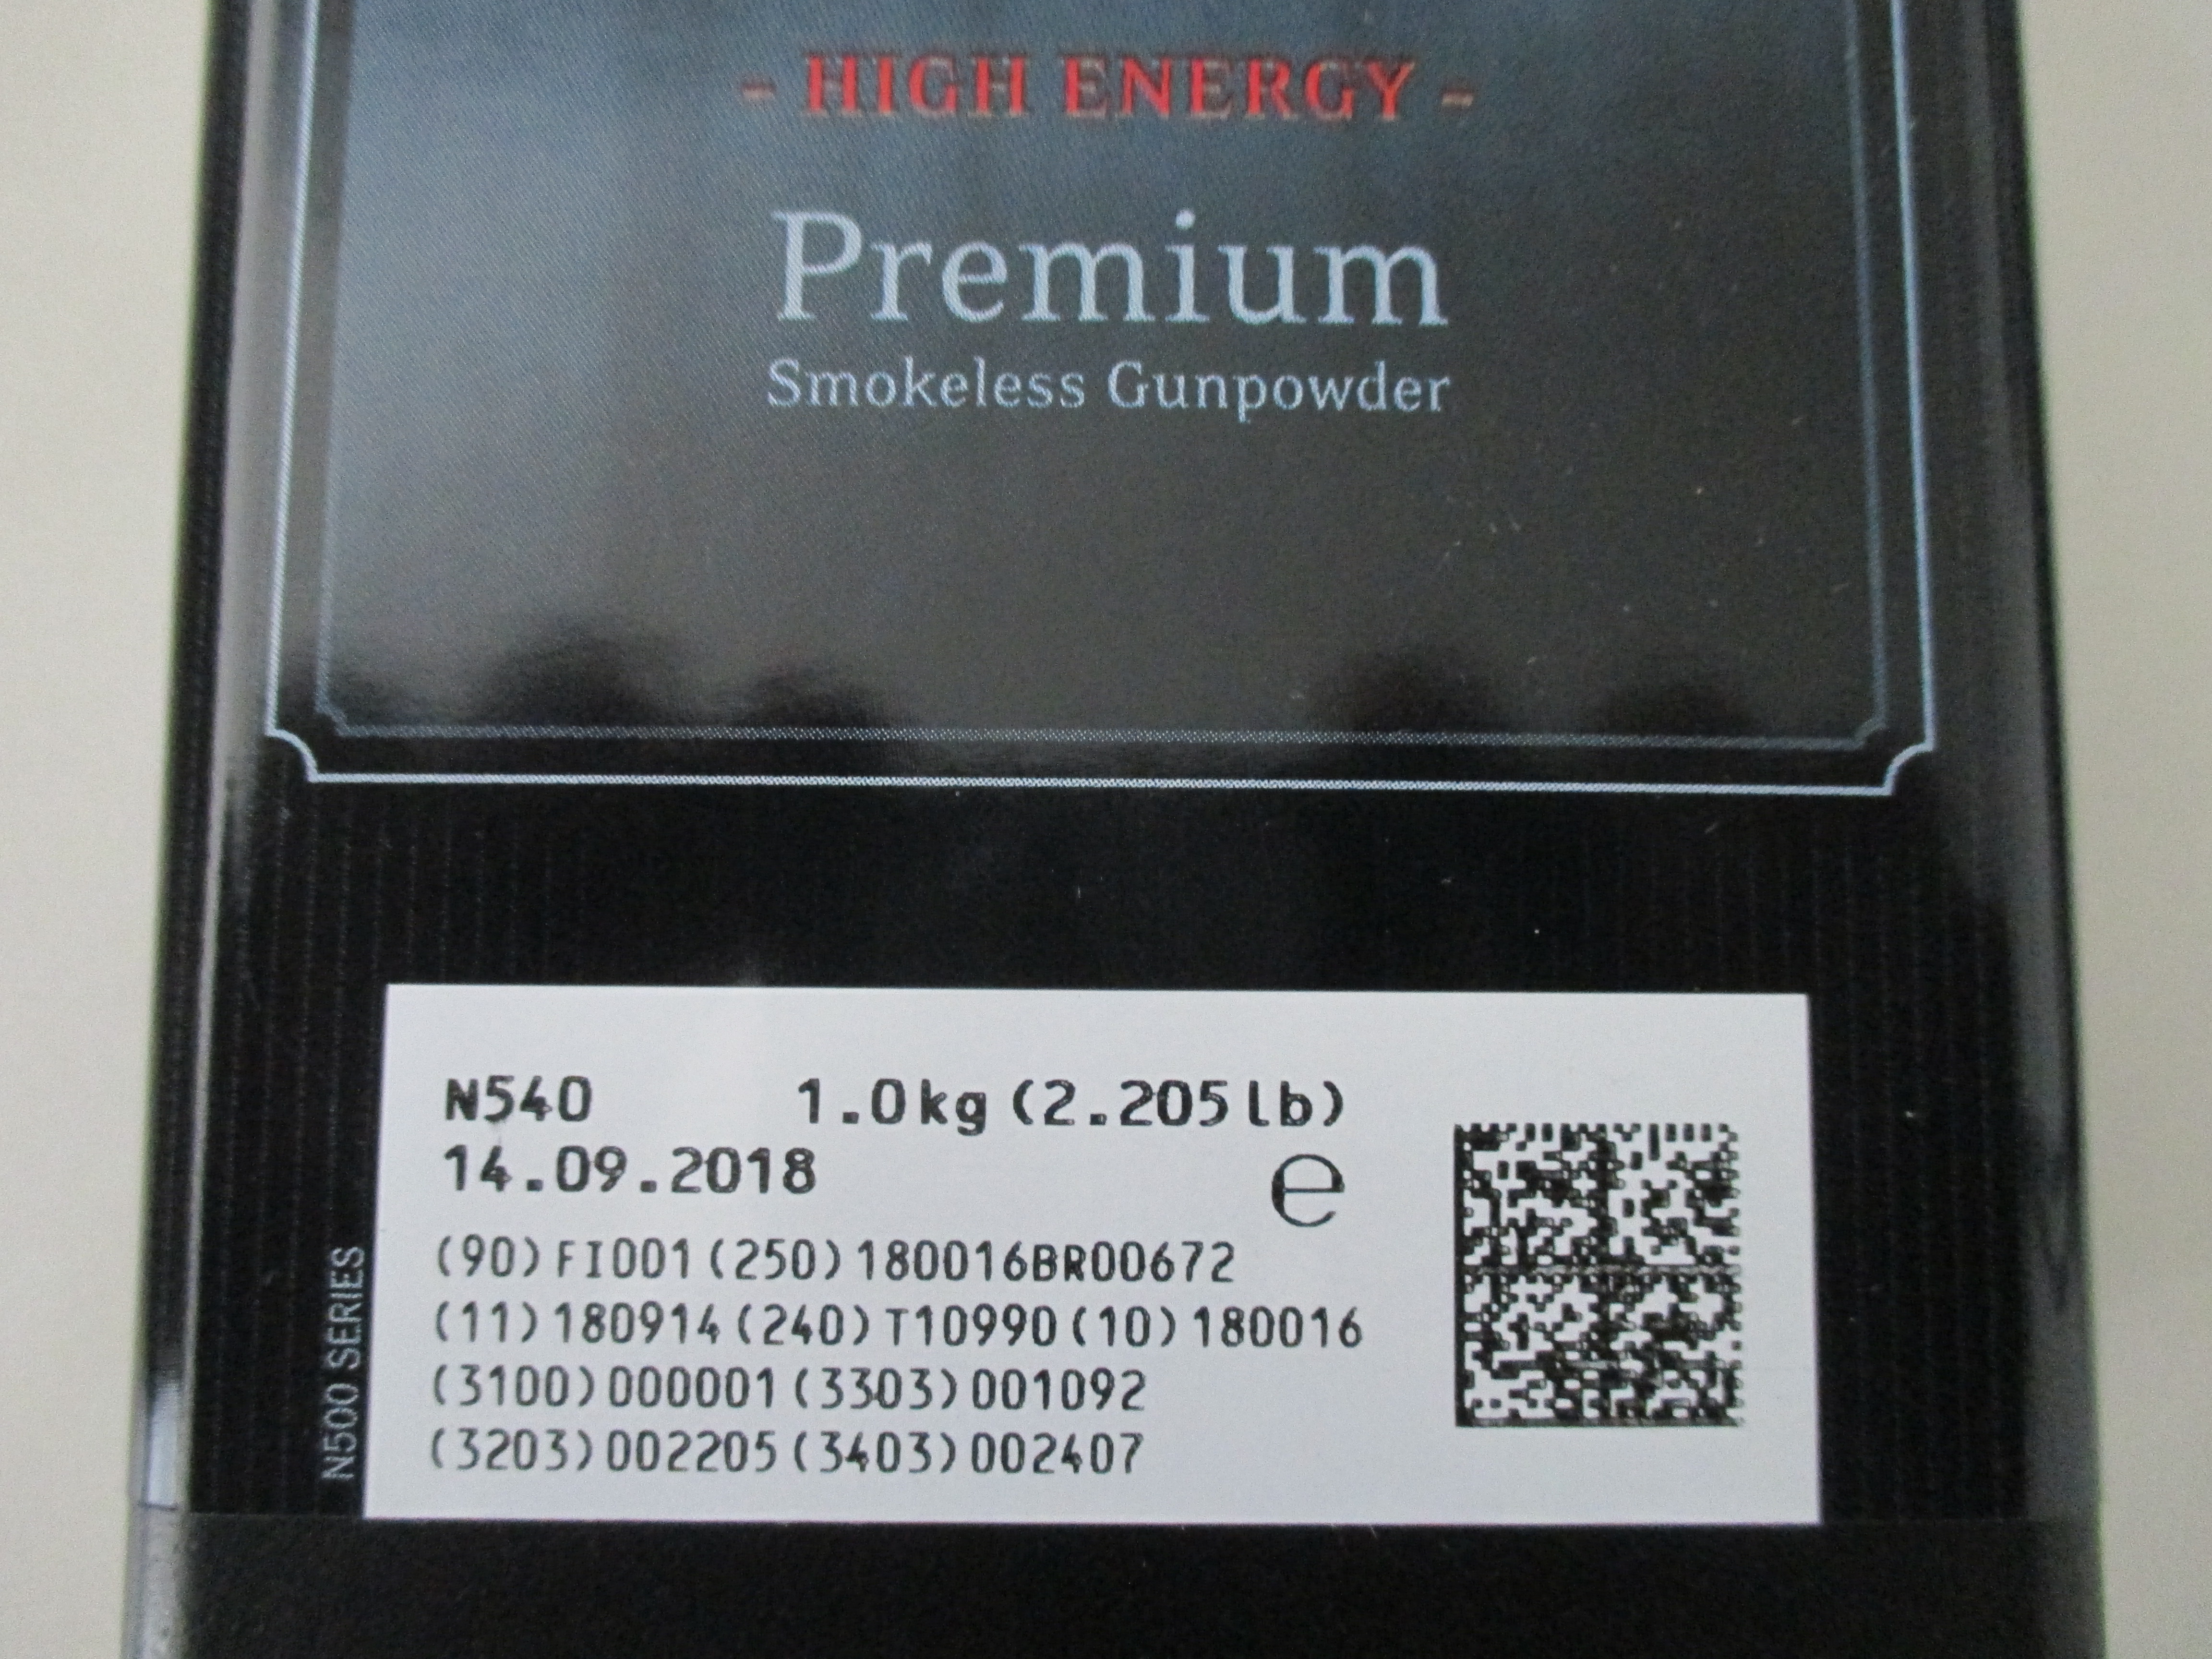 - HIGH ENERGY -
Premium
Smokeless Gunpowder
N540 1.0kg (2.205lb)
14.09.2018 e
(90)FI001(250)180016BR00672
(11)180914(240)T10990(10)180016
(3100)000001(3303)001092
(3203)002205(3403)002407
N500 SERIES